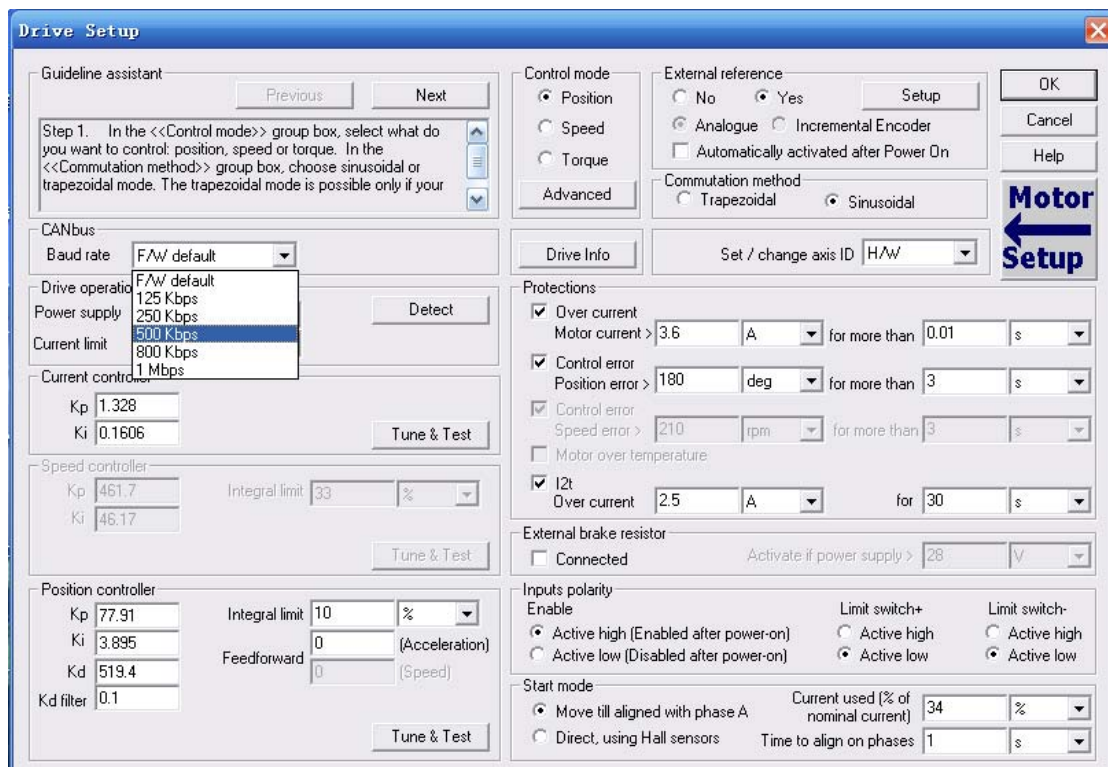 Drive Setup
Guideline assistant
Previous
Next
Step 1. In the <<Control mode>> group box, select what do
you want to control: position, speed or torque. In the
<<Commutation method>> group box, choose sinusoidal or
trapezoidal mode. The trapezoidal mode is possible only if your
Control mode
Position
Speed
Torque
Advanced
External reference
No Yes Setup
Analogue Incremental Encoder
Automatically activated after Power On
Commutation method
Trapezoidal Sinusoidal
OK
Cancel
Help
Motor
Setup
CANbus
Baud rate F/W default
F/W default
125 Kbps
250 Kbps
500 Kbps
800 Kbps
1 Mbps
Drive Info
Set / change axis ID H/W
Drive operatio
Power supply
Detect
Current limit
Current controller
Kp 1.328
Ki 0.1606
Tune & Test
Speed controller
Kp 461.7 Integral limit 33 %
Ki 46.17
Tune & Test
Position controller
Kp 77.91 Integral limit 10 %
Ki 3.895 Feedforward 0 (Acceleration)
Kd 519.4 0 (Speed)
Kd filter 0.1
Tune & Test
Protections
Over current
Motor current > 3.6 A for more than 0.01 s
Control error
Position error > 180 deg for more than 3 s
Control error
Speed error > 210 rpm for more than 3 s
Motor over temperature
I2t
Over current 2.5 A for 30 s
External brake resistor
Connected Activate if power supply > 28 V
Inputs polarity
Enable Limit switch+ Limit switch-
Active high (Enabled after power-on) Active high Active high
Active low (Disabled after power-on) Active low Active low
Start mode
Move till aligned with phase A
Current used (% of
nominal current) 34 %
Direct, using Hall sensors Time to align on phases 1 s